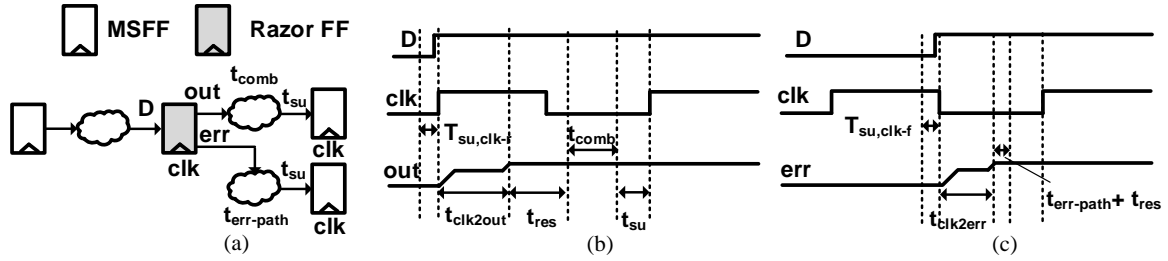 MSFF Razor FF
D
out
t_comb
t_su
clk
err
clk
t_su
t_err-path
clk
(a)
D
clk
T_su,clk-f
t_comb
out
t_clk2out
t_res
t_su
(b)
D
clk
T_su,clk-f
err
t_clk2err
t_err-path + t_res
(c)